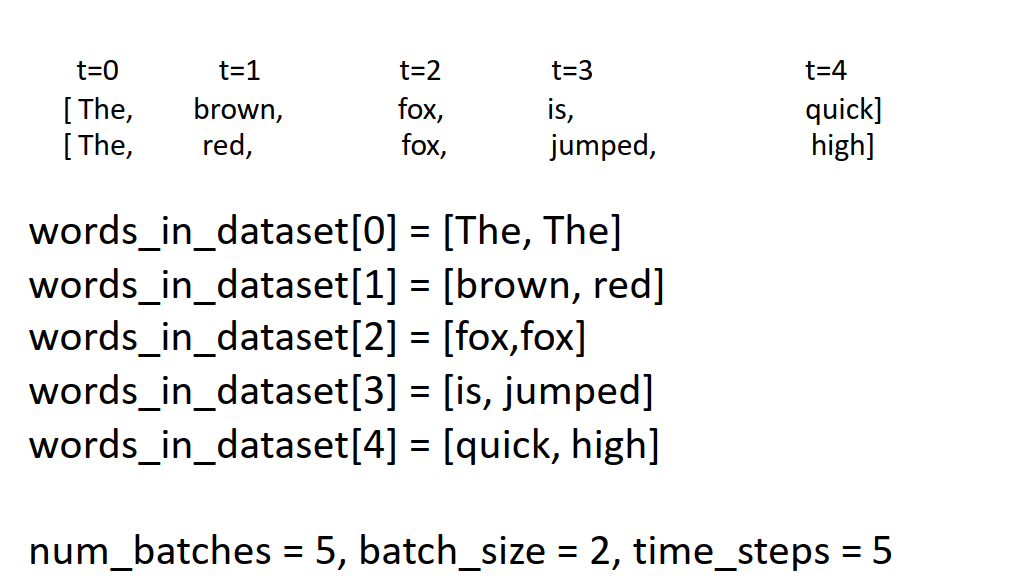 t=0 t=1 t=2 t=3 t=4
[ The, brown, fox, is, quick]
[ The, red, fox, jumped, high]
words_in_dataset[0] = [The, The]
words_in_dataset[1] = [brown, red]
words_in_dataset[2] = [fox,fox]
words_in_dataset[3] = [is, jumped]
words_in_dataset[4] = [quick, high]
num_batches = 5, batch_size = 2, time_steps = 5